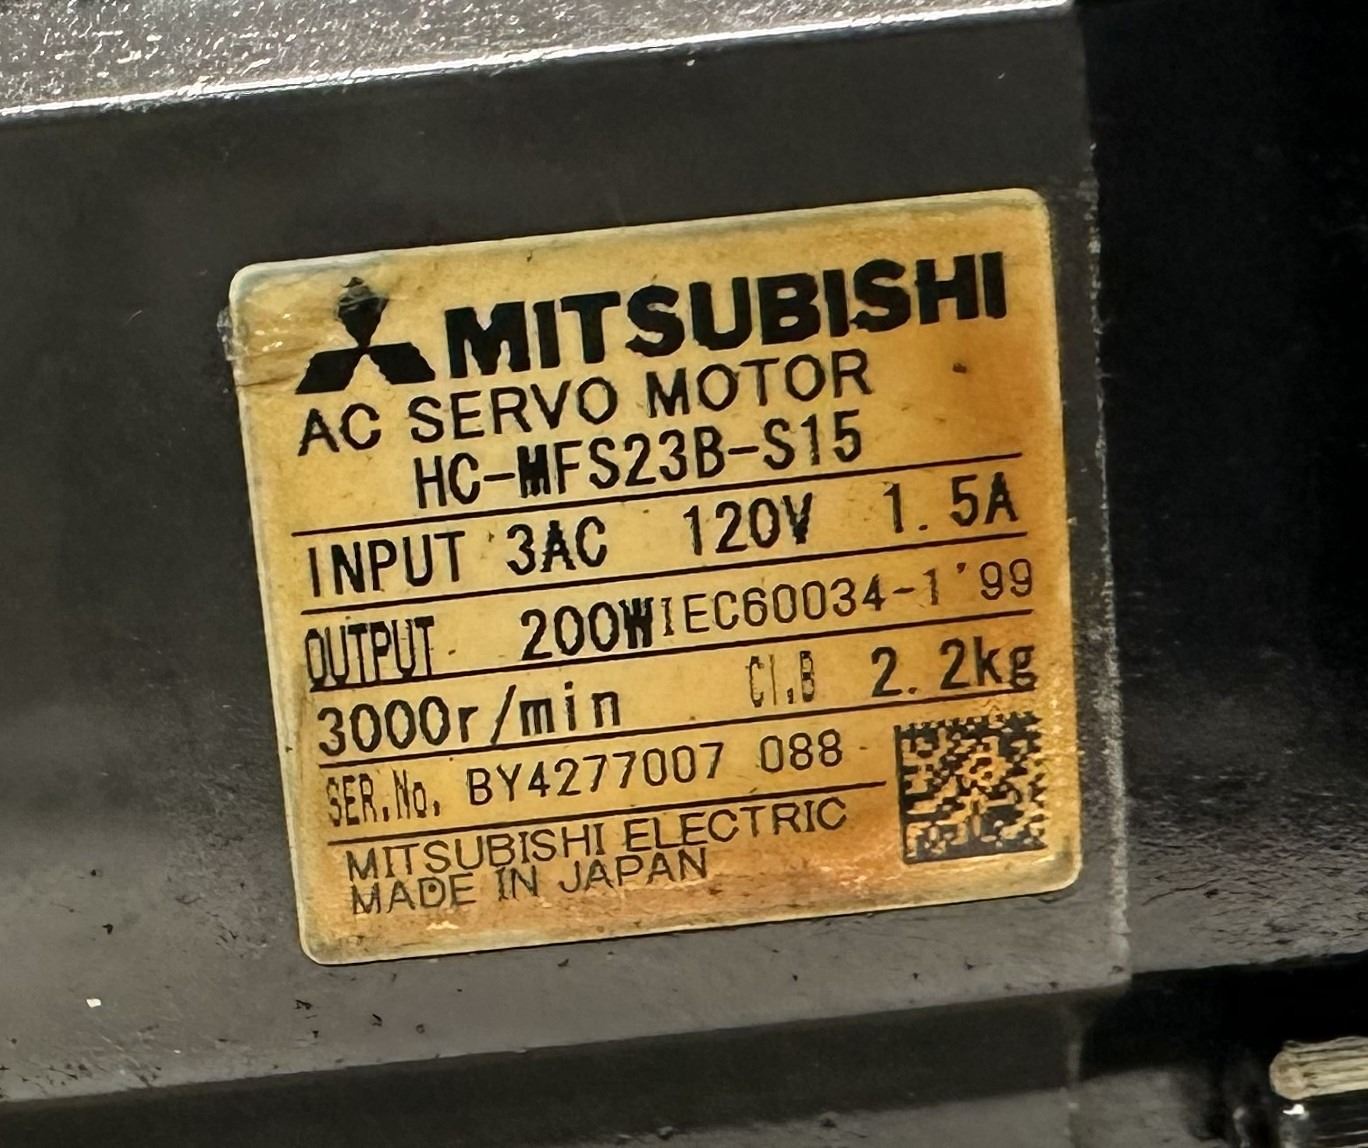 MITSUBISHI
AC SERVO MOTOR
HC-MFS23B-S15
INPUT 3AC 120V 1.5A
OUTPUT 200W IEC60034-1'99
3000r/min Cl.B 2.2kg
SER.No. BY4277007 088
MITSUBISHI ELECTRIC
MADE IN JAPAN